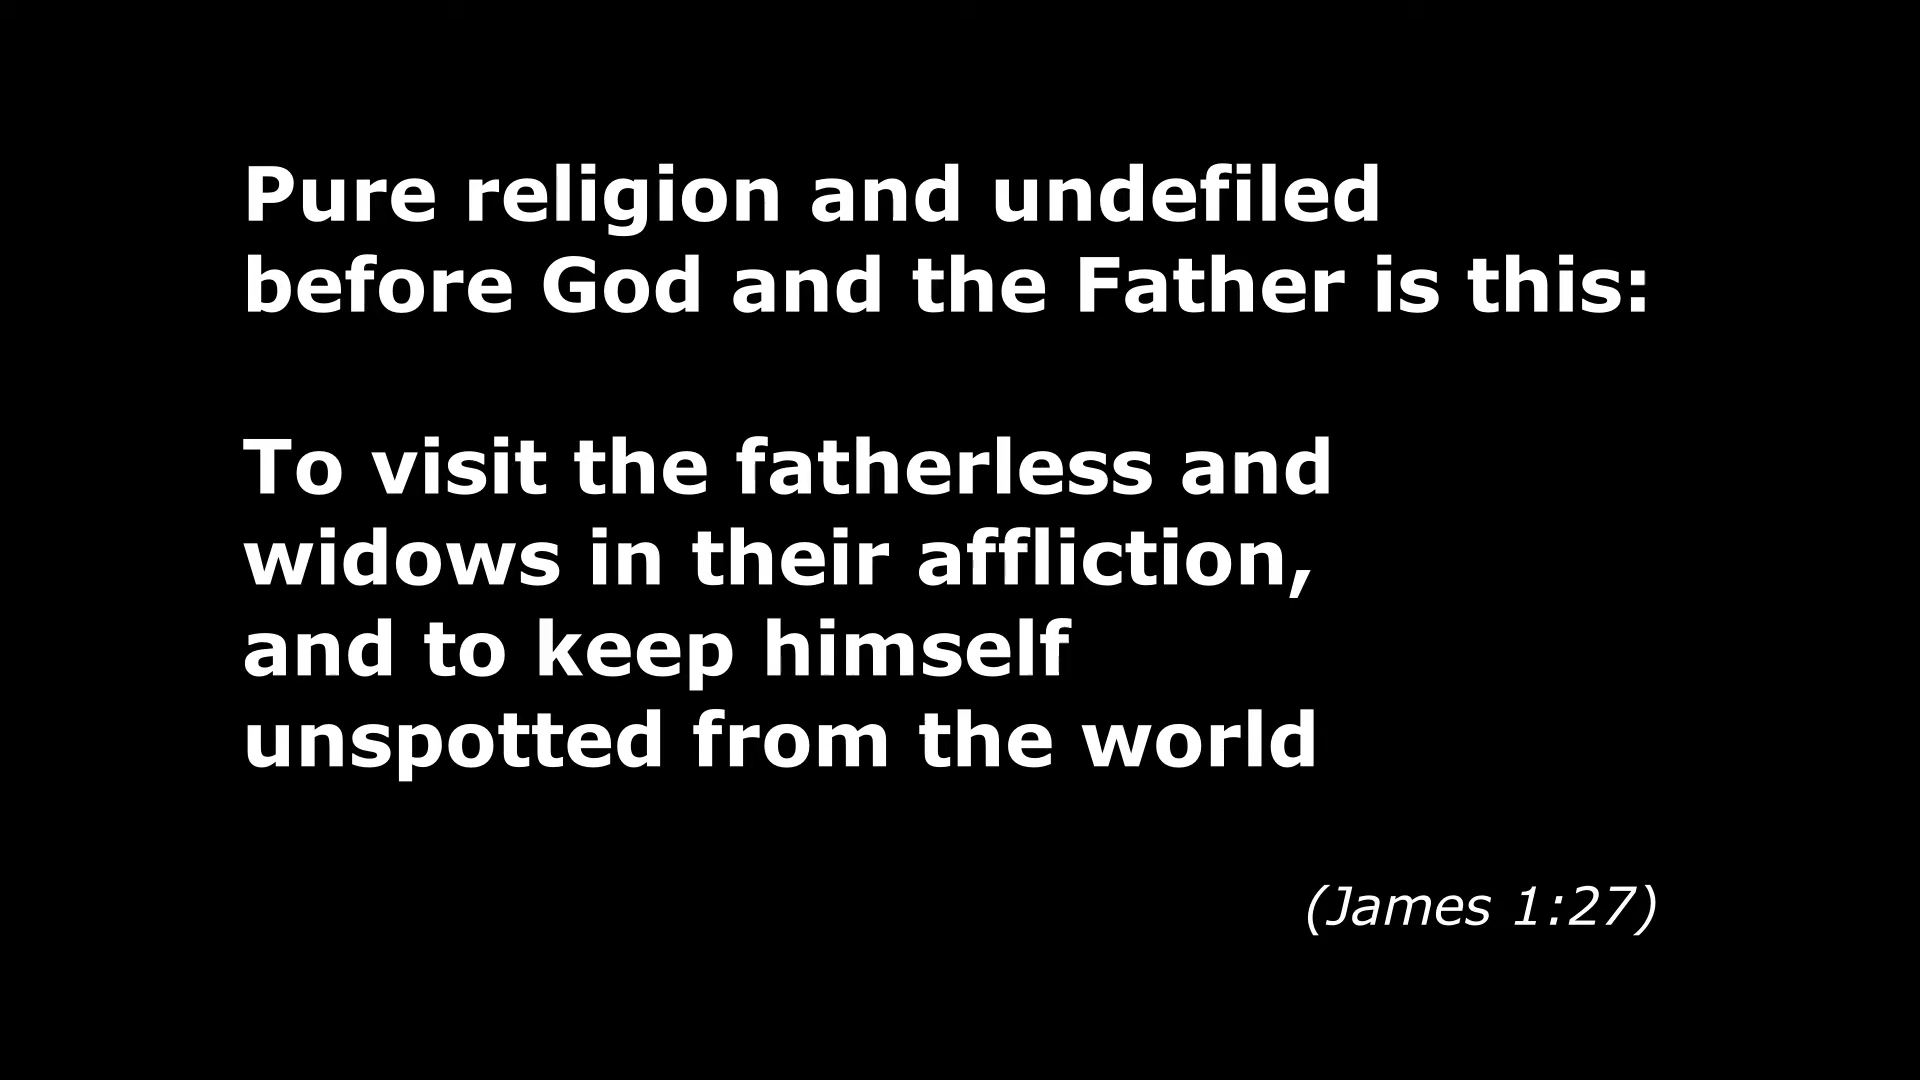 Pure religion and undefiled
before God and the Father is this:
To visit the fatherless and
widows in their affliction,
and to keep himself
unspotted from the world
(James 1:27)